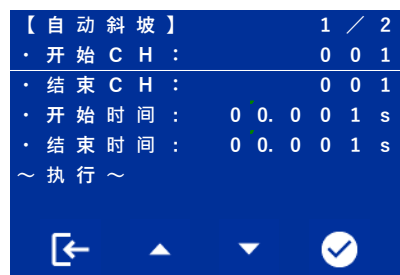 【自动斜坡】 1／2
・开始CH： 001
・结束CH： 001
・开始时间： 00.001s
・结束时间： 00.001s
～执行～